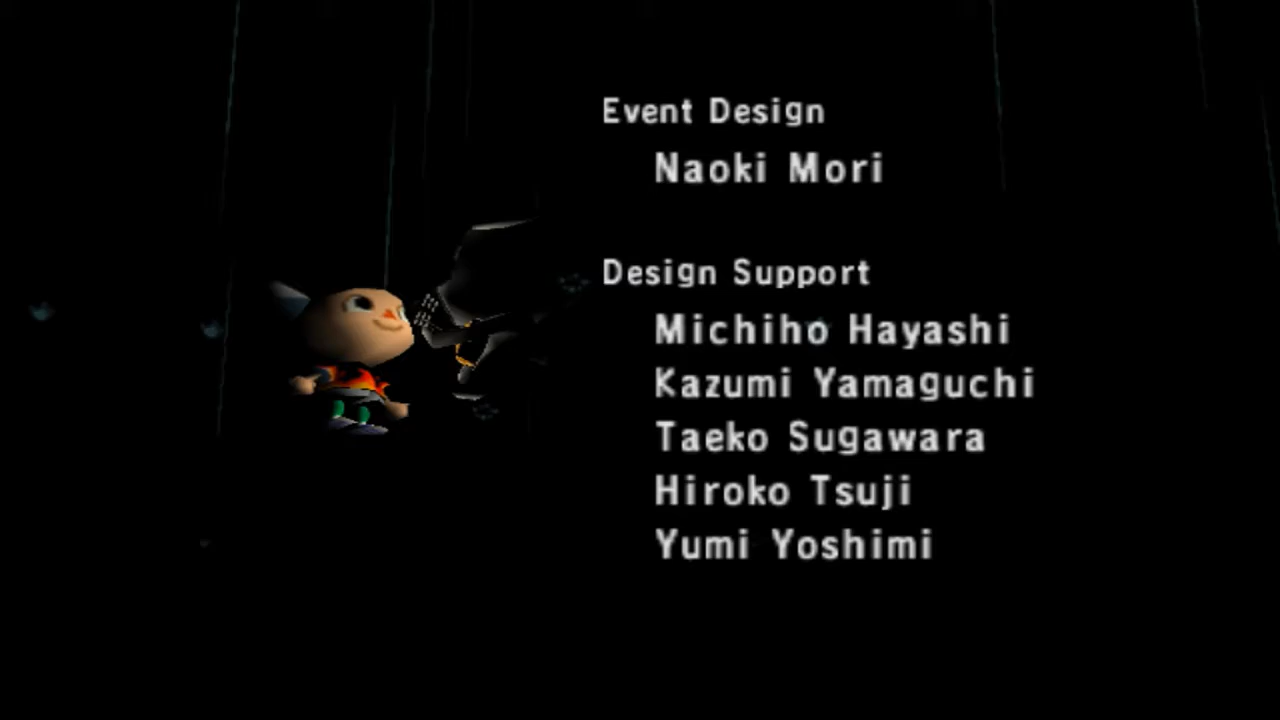 Event Design
Naoki Mori
Design Support
Michiho Hayashi
Kazumi Yamaguchi
Taeko Sugawara
Hiroko Tsuji
Yumi Yoshimi